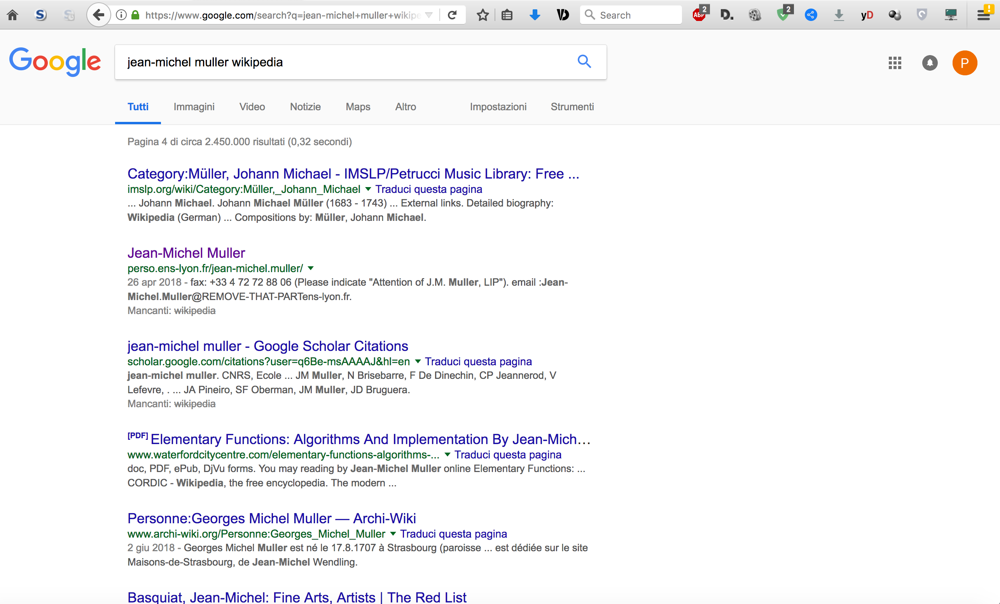 https://www.google.com/search?q=jean-michel+muller+wikipe
Search
2
ABP
D.
2
yD
Google
jean-michel muller wikipedia
P
Tutti Immagini Video Notizie Maps Altro Impostazioni Strumenti
Pagina 4 di circa 2.450.000 risultati (0,32 secondi)
Category:Müller, Johann Michael - IMSLP/Petrucci Music Library: Free ...
imslp.org/wiki/Category:Müller,_Johann_Michael Traduci questa pagina
... Johann Michael. Johann Michael Müller (1683 - 1743) ... External links. Detailed biography:
Wikipedia (German) ... Compositions by: Müller, Johann Michael.
Jean-Michel Muller
perso.ens-lyon.fr/jean-michel.muller/
26 apr 2018 - fax: +33 4 72 72 88 06 (Please indicate "Attention of J.M. Muller, LIP"). email :Jean-
Michel.Muller@REMOVE-THAT-PARTens-lyon.fr.
Mancanti: wikipedia
jean-michel muller - Google Scholar Citations
scholar.google.com/citations?user=q6Be-msAAAAJ&hl=en Traduci questa pagina
jean-michel muller. CNRS, Ecole ... JM Muller, N Brisebarre, F De Dinechin, CP Jeannerod, V
Lefevre, . ... JA Pineiro, SF Oberman, JM Muller, JD Bruguera.
Mancanti: wikipedia
[PDF] Elementary Functions: Algorithms And Implementation By Jean-Mich...
www.waterfordcitycentre.com/elementary-functions-algorithms-... Traduci questa pagina
doc, PDF, ePub, DjVu forms. You may reading by Jean-Michel Muller online Elementary Functions: ...
CORDIC - Wikipedia, the free encyclopedia. The modern ...
Personne:Georges Michel Muller — Archi-Wiki
www.archi-wiki.org/Personne:Georges_Michel_Muller Traduci questa pagina
2 giu 2018 - Georges Michel Muller est né le 17.8.1707 à Strasbourg (paroisse ... est dédiée sur le site
Maisons-de-Strasbourg, de Jean-Michel Wendling.
Basquiat, Jean-Michel: Fine Arts, Artists | The Red List